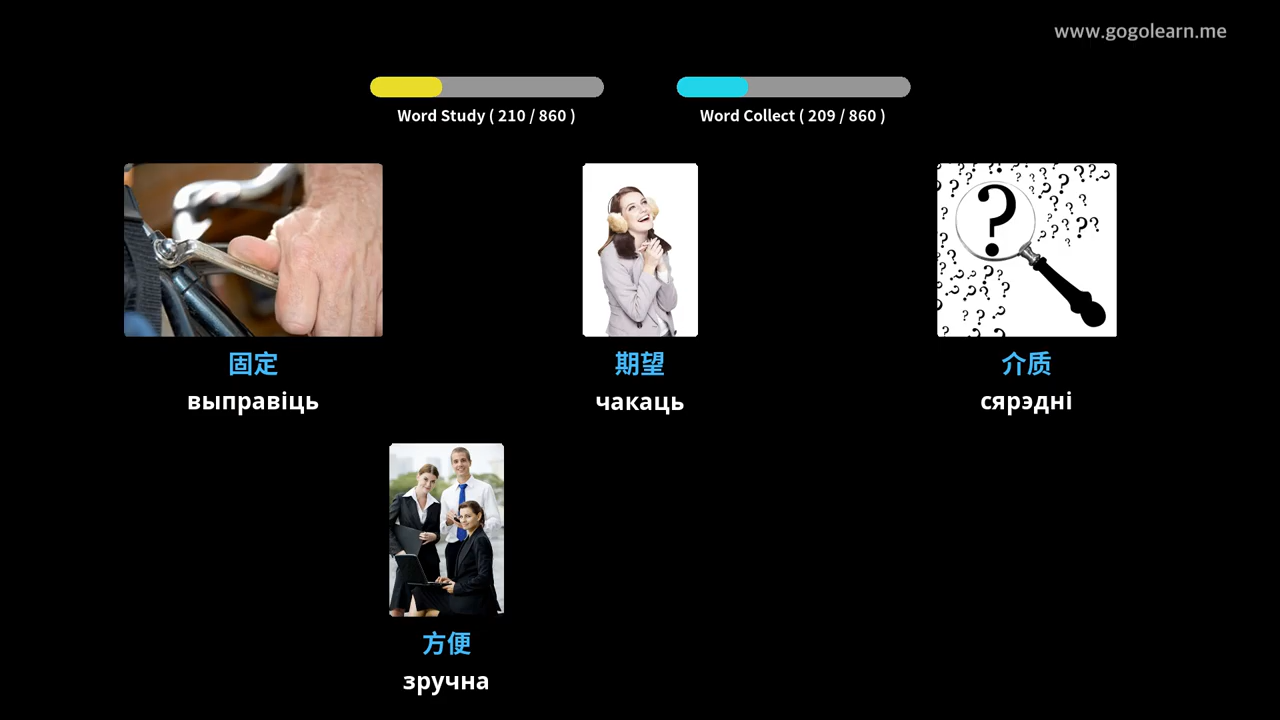 www.gogolearn.me
Word Study ( 210 / 860 )
Word Collect ( 209 / 860 )
固定
выправіць
期望
чакаць
介质
сярэдні
方便
зручна